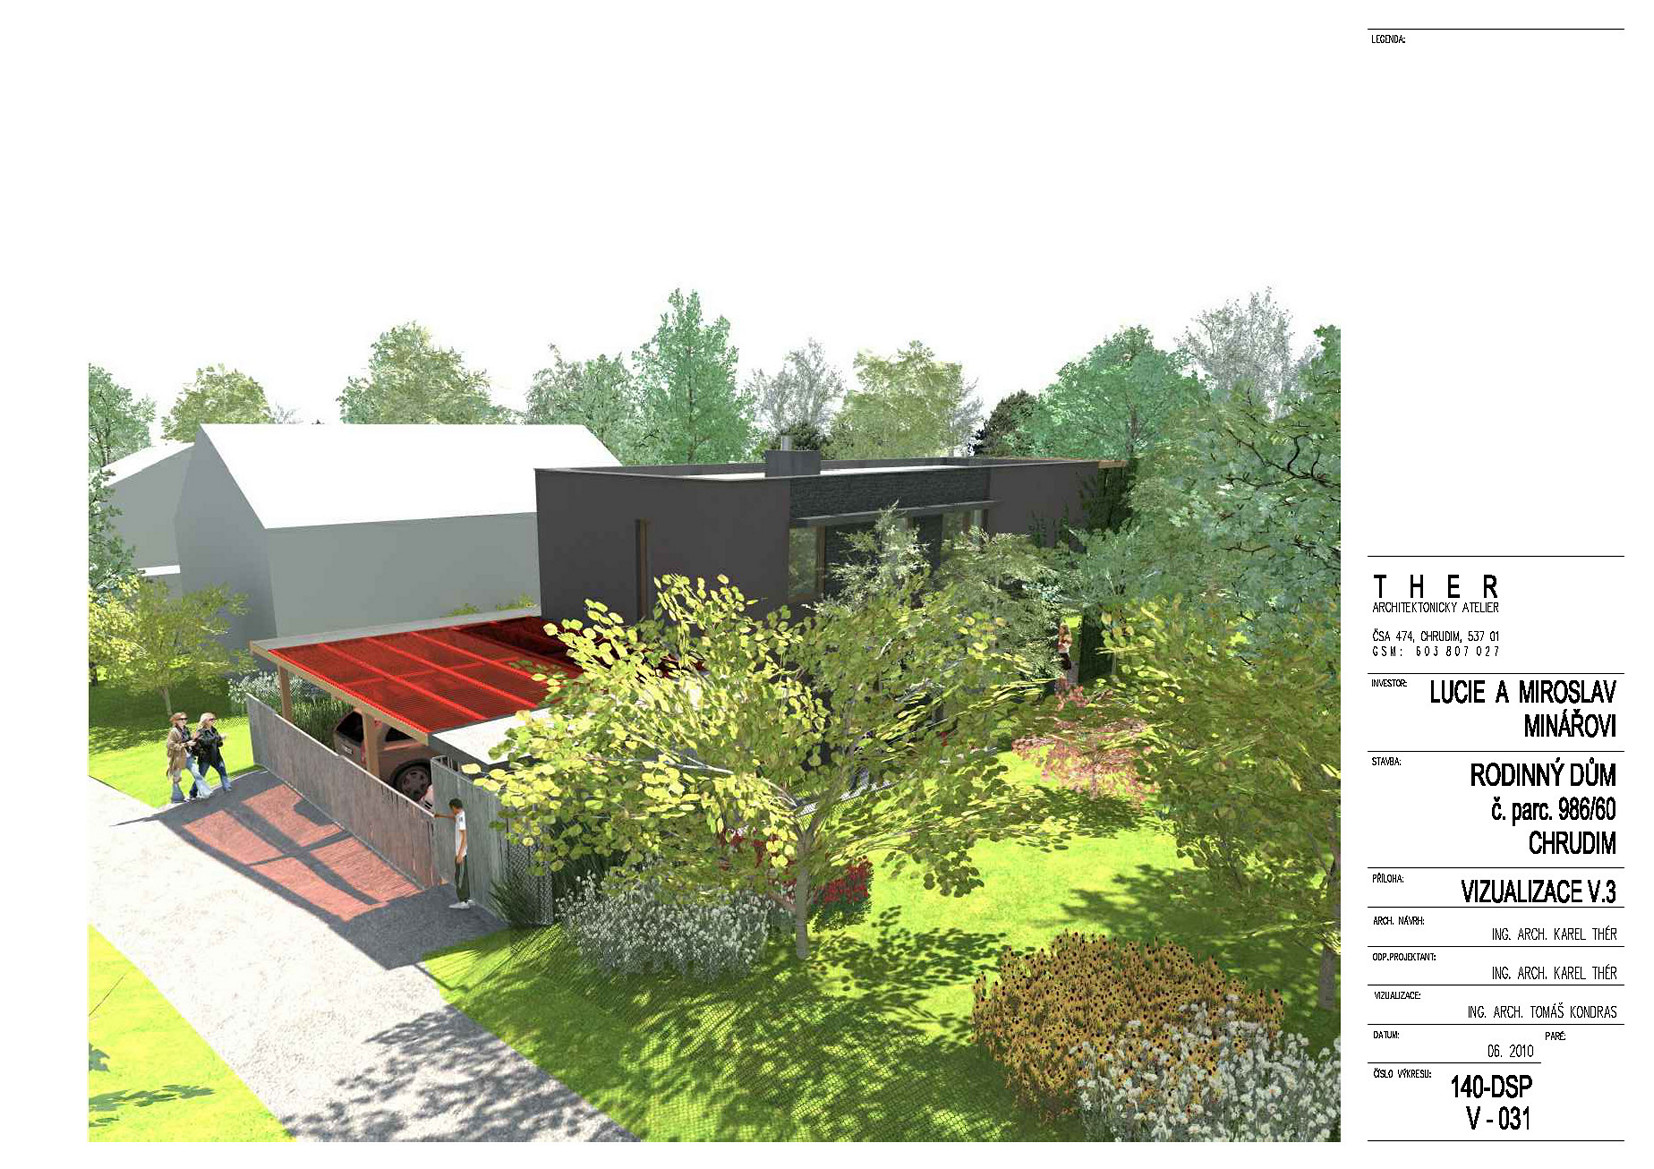 LEGENDA:
T H E R
ARCHITEKTONICKÝ ATELIER
ČSA 474, CHRUDIM, 537 01
GSM: 603 807 027
INVESTOR:
LUCIE A MIROSLAV
MINÁŘOVI
STAVBA:
RODINNÝ DŮM
č. parc. 986/60
CHRUDIM
PŘÍLOHA:
VIZUALIZACE V.3
ARCH. NÁVRH:
ING. ARCH. KAREL THÉR
ODP.PROJEKTANT:
ING. ARCH. KAREL THÉR
VIZUALIZACE:
ING. ARCH. TOMÁŠ KONDRAS
DATUM:
PARÉ:
06. 2010
ČÍSLO VÝKRESU:
140-DSP
V - 031